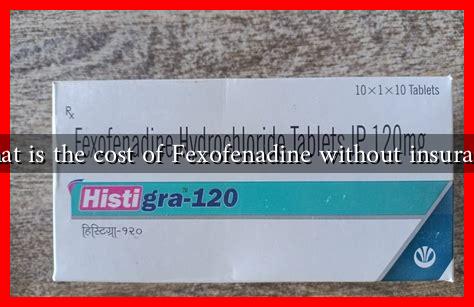 10×1×10 Tablets
Rx
Fexofenadine Hydrochloride Tablets IP 120mg
at is the cost of Fexofenadine without insura
Histigra™-120
हिस्टिग्रा-१२०